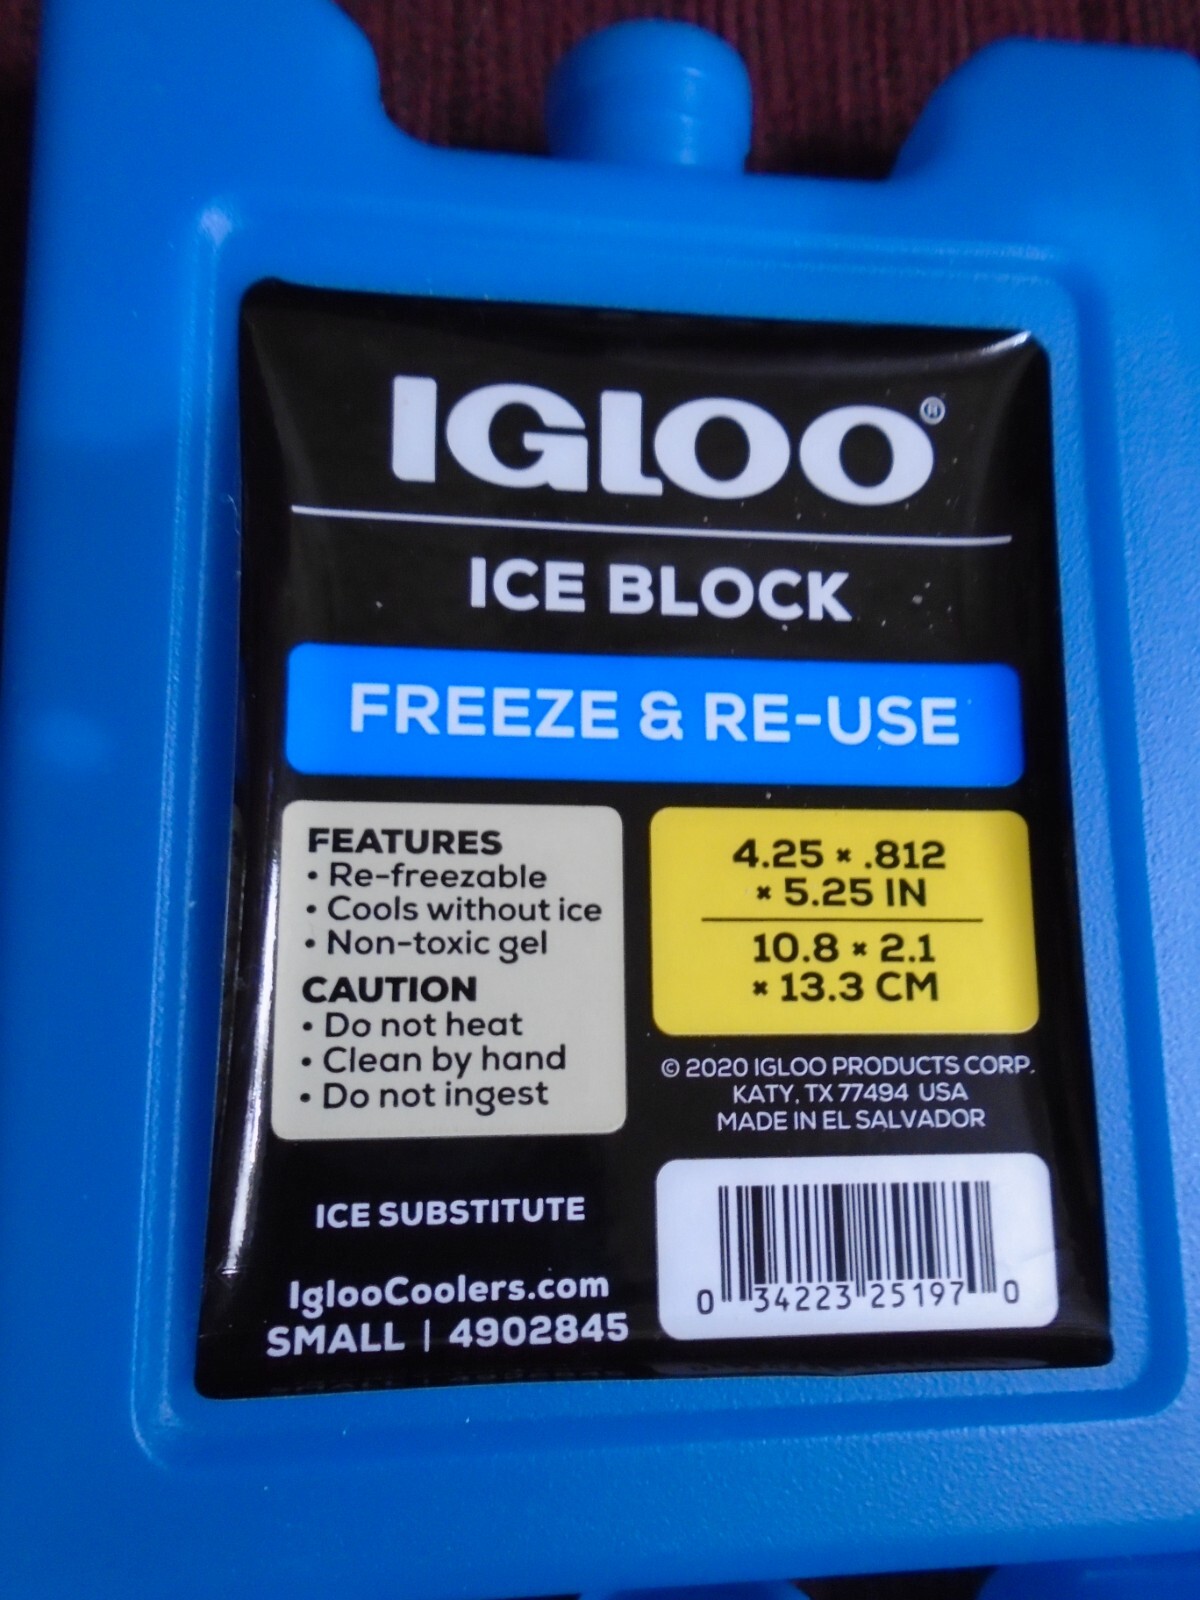 IGLOO®
ICE BLOCK
FREEZE & RE-USE
FEATURES
• Re-freezable
• Cools without ice
• Non-toxic gel
CAUTION
• Do not heat
• Clean by hand
• Do not ingest
4.25 × .812
× 5.25 IN
10.8 × 2.1
× 13.3 CM
© 2020 IGLOO PRODUCTS CORP.
KATY, TX 77494 USA
MADE IN EL SALVADOR
ICE SUBSTITUTE
IglooCoolers.com
SMALL | 4902845
0 34223 25197 0